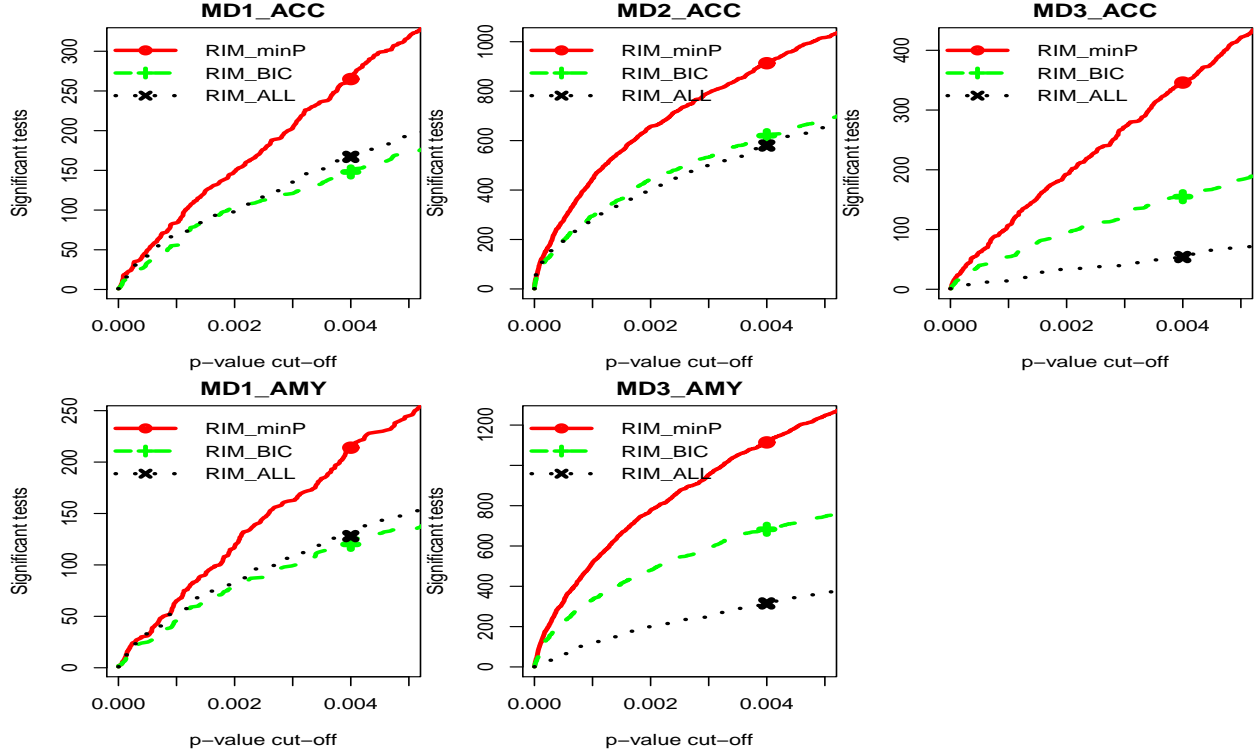 MD1_ACC
RIM_minP
RIM_BIC
RIM_ALL
Significant tests
0 50 100 150 200 250 300
0.000 0.002 0.004
p−value cut−off
MD2_ACC
RIM_minP
RIM_BIC
RIM_ALL
Significant tests
0 200 400 600 800 1000
0.000 0.002 0.004
p−value cut−off
MD3_ACC
RIM_minP
RIM_BIC
RIM_ALL
Significant tests
0 100 200 300 400
0.000 0.002 0.004
p−value cut−off
MD1_AMY
RIM_minP
RIM_BIC
RIM_ALL
Significant tests
0 50 100 150 200 250
0.000 0.002 0.004
p−value cut−off
MD3_AMY
RIM_minP
RIM_BIC
RIM_ALL
Significant tests
0 200 400 600 800 1200
0.000 0.002 0.004
p−value cut−off